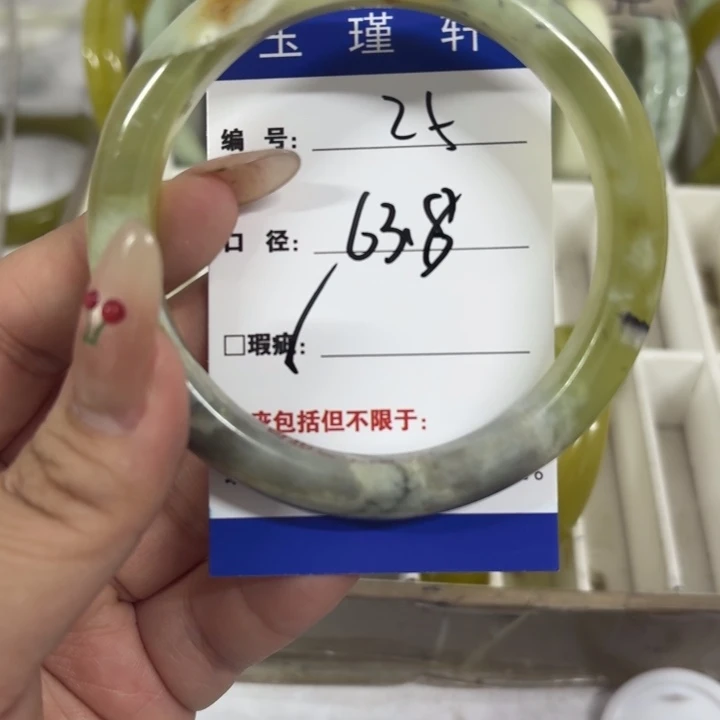 玉 瑾 轩
编 号: 25
口 径: 63.8
□瑕疵:
包括但不限于: